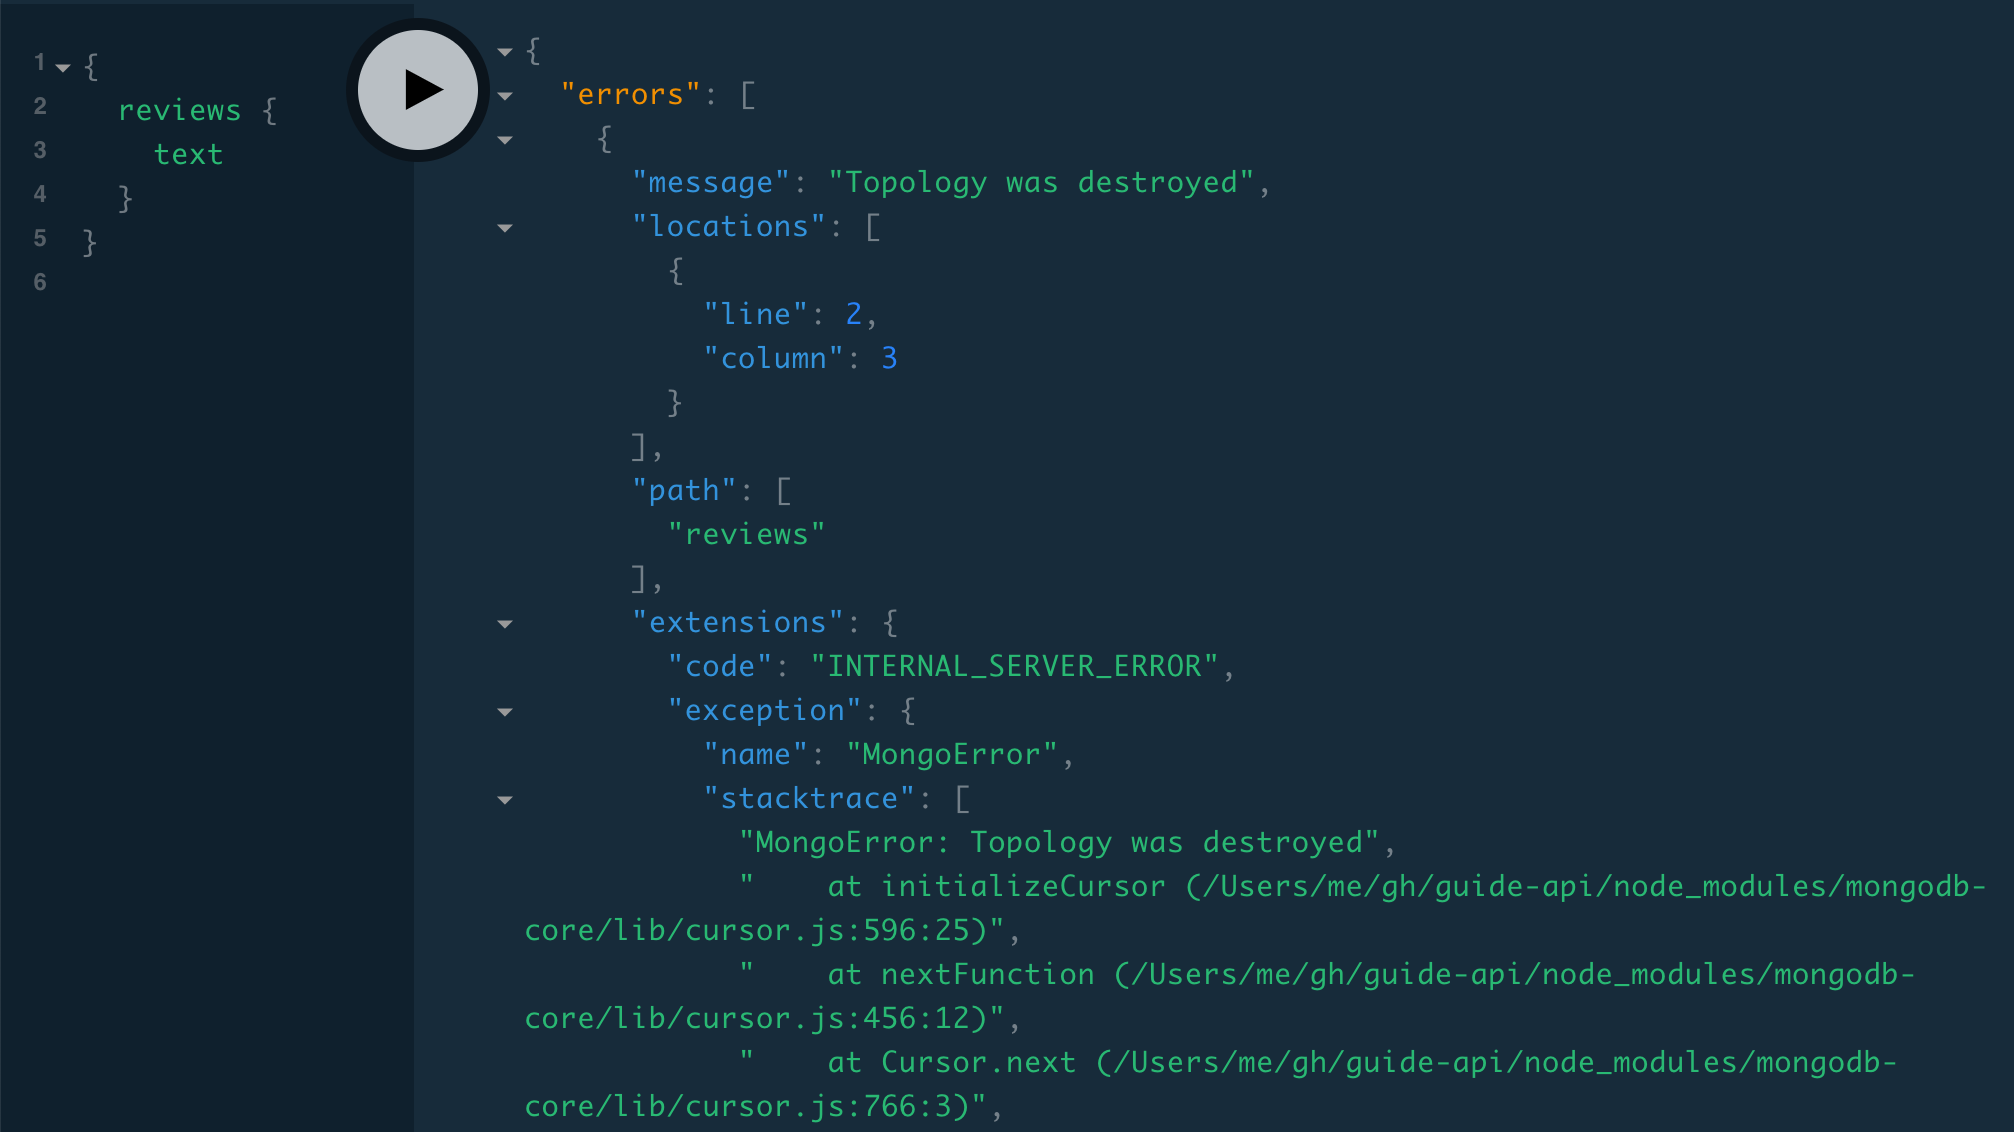 1 {
2   reviews {
3     text
4   }
5 }
6
{
  "errors": [
    {
      "message": "Topology was destroyed",
      "locations": [
        {
          "line": 2,
          "column": 3
        }
      ],
      "path": [
        "reviews"
      ],
      "extensions": {
        "code": "INTERNAL_SERVER_ERROR",
        "exception": {
          "name": "MongoError",
          "stacktrace": [
            "MongoError: Topology was destroyed",
            "    at initializeCursor (/Users/me/gh/guide-api/node_modules/mongodb-
core/lib/cursor.js:596:25)",
            "    at nextFunction (/Users/me/gh/guide-api/node_modules/mongodb-
core/lib/cursor.js:456:12)",
            "    at Cursor.next (/Users/me/gh/guide-api/node_modules/mongodb-
core/lib/cursor.js:766:3)",